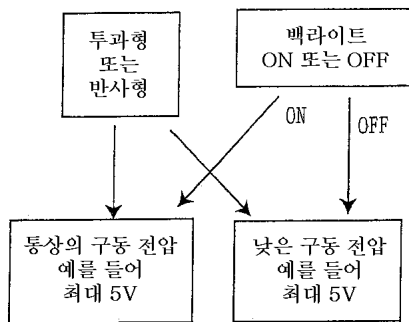 투과형
또는
반사형
백라이트
ON 또는 OFF
ON
OFF
통상의 구동 전압
예를 들어
최대 5V
낮은 구동 전압
예를 들어
최대 5V